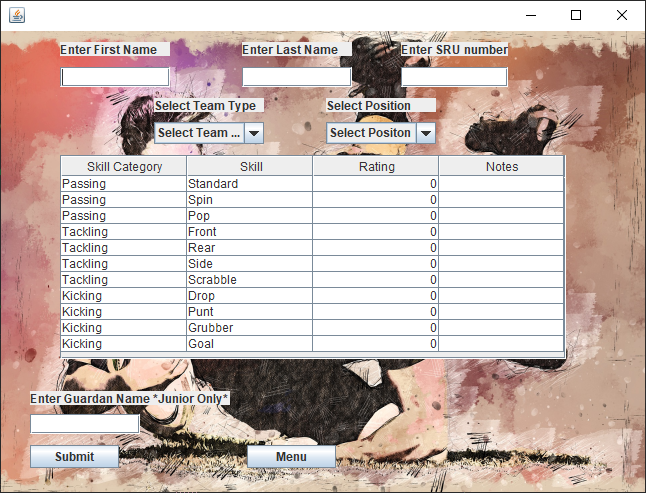 Enter First Name Enter Last Name Enter SRU number
Select Team Type Select Position
Select Team ... Select Positon
Skill Category Skill Rating Notes
Passing Standard 0
Passing Spin 0
Passing Pop 0
Tackling Front 0
Tackling Rear 0
Tackling Side 0
Tackling Scrabble 0
Kicking Drop 0
Kicking Punt 0
Kicking Grubber 0
Kicking Goal 0
Enter Guardan Name *Junior Only*
Submit Menu